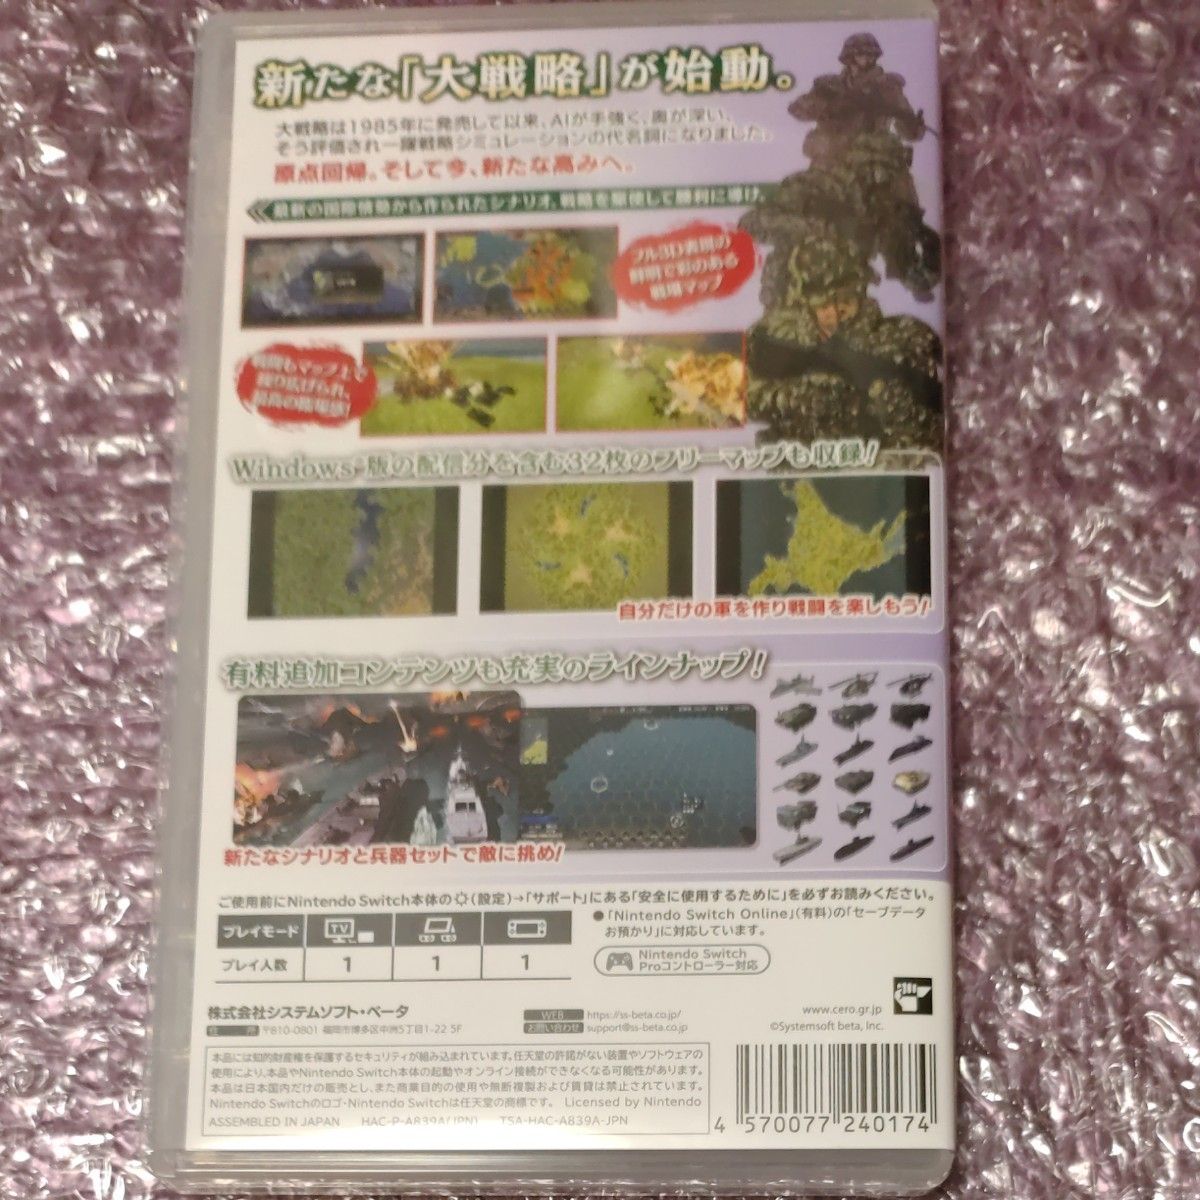 新たな「大戦略」が始動。
大戦略は1985年に発売して以来、AIが手強く、奥が深い、
そう評価され一躍戦略シミュレーションの代名詞になりました。
原点回帰。そして今、新たな高みへ。
最新の国際情勢から作られたシナリオ。戦略を駆使して勝利に導け。
フル3D表現の
鮮明で彩のある
戦場マップ
戦闘もマップ上で
繰り広げられ、
最高の臨場感!
Windows版の配信分を含む32枚のフリーマップも収録!
自分だけの軍を作り戦闘を楽しもう!
有料追加コンテンツも充実のラインナップ!
新たなシナリオと兵器セットで敵に挑め!
ご使用前にNintendo Switch本体の(設定)→「サポート」にある「安全に使用するために」を必ずお読みください。
プレイモード TV
プレイ人数 1 1 1
●「Nintendo Switch Online」(有料)の「セーブデータ
お預かり」に対応しています。
Nintendo Switch
Proコントローラー対応
株式会社システムソフト・ベータ
住所 〒810-0801 福岡市博多区中洲5丁目1-22 5F
WEB https://ss-beta.co.jp/
お問い合わせ support@ss-beta.co.jp
www.cero.gr.jp
©Systemsoft beta, Inc.
本品には知的財産権を保護するセキュリティが組み込まれています。任天堂の許諾がない装置やソフトウェアの
使用により、本品やNintendo Switch本体の起動やオンライン接続ができなくなる可能性があります。
本品は日本国内だけの販売とし、また商業目的の使用や無断複製および賃貸は禁止されています。
Nintendo Switchのロゴ・Nintendo Switchは任天堂の商標です。 Licensed by Nintendo
ASSEMBLED IN JAPAN HAC-P-A839A(JPN) TSA-HAC-A839A-JPN
4 570077 240174